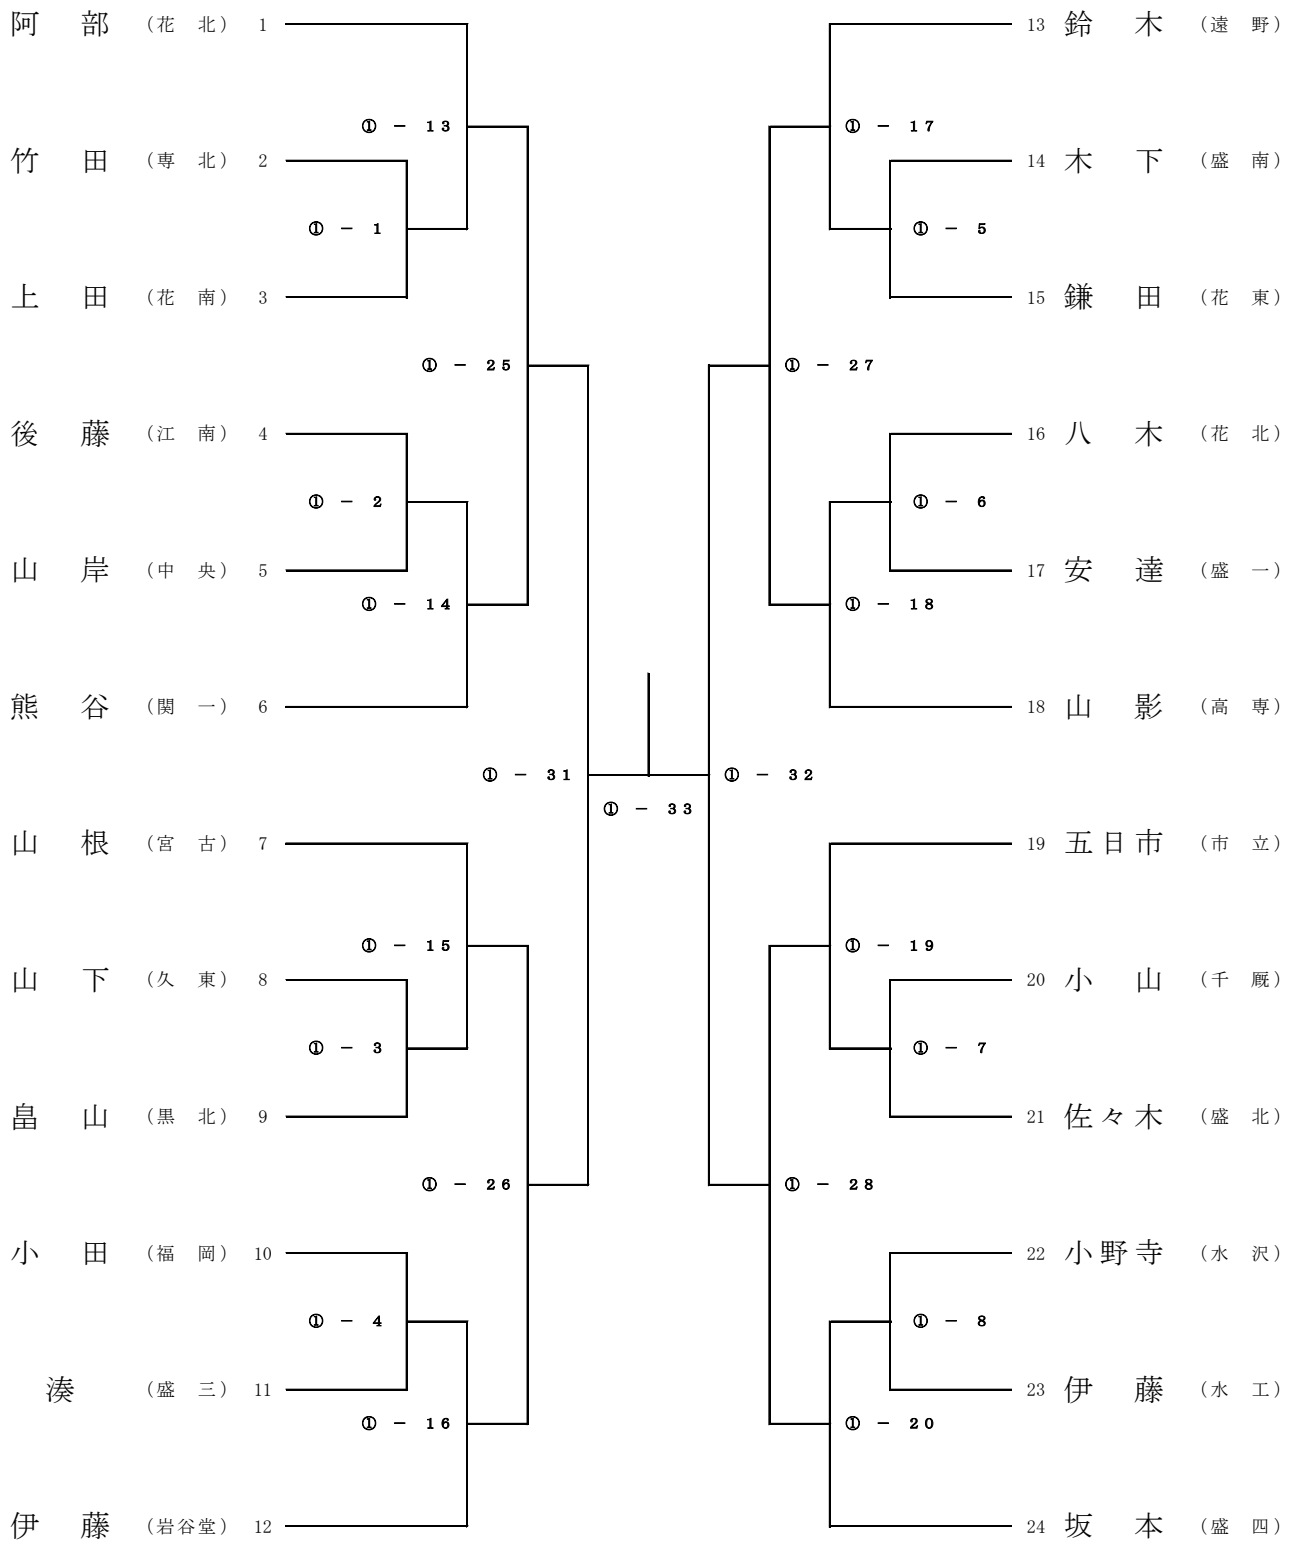 阿部 （花北） 1
① － 13
竹田 （専北） 2
① － 1
上田 （花南） 3
① － 25
後藤 （江南） 4
① － 2
山岸 （中央） 5
① － 14
熊谷 （関一） 6
① － 31
① － 33
山根 （宮古） 7
① － 15
山下 （久東） 8
① － 3
畠山 （黒北） 9
① － 26
小田 （福岡） 10
① － 4
湊 （盛三） 11
① － 16
伊藤 （岩谷堂） 12
13 鈴木 （遠野）
① － 17
14 木下 （盛南）
① － 5
15 鎌田 （花東）
① － 27
16 八木 （花北）
① － 6
17 安達 （盛一）
① － 18
18 山影 （高専）
① － 32
19 五日市 （市立）
① － 19
20 小山 （千厩）
① － 7
21 佐々木 （盛北）
① － 28
22 小野寺 （水沢）
① － 8
23 伊藤 （水工）
① － 20
24 坂本 （盛四）